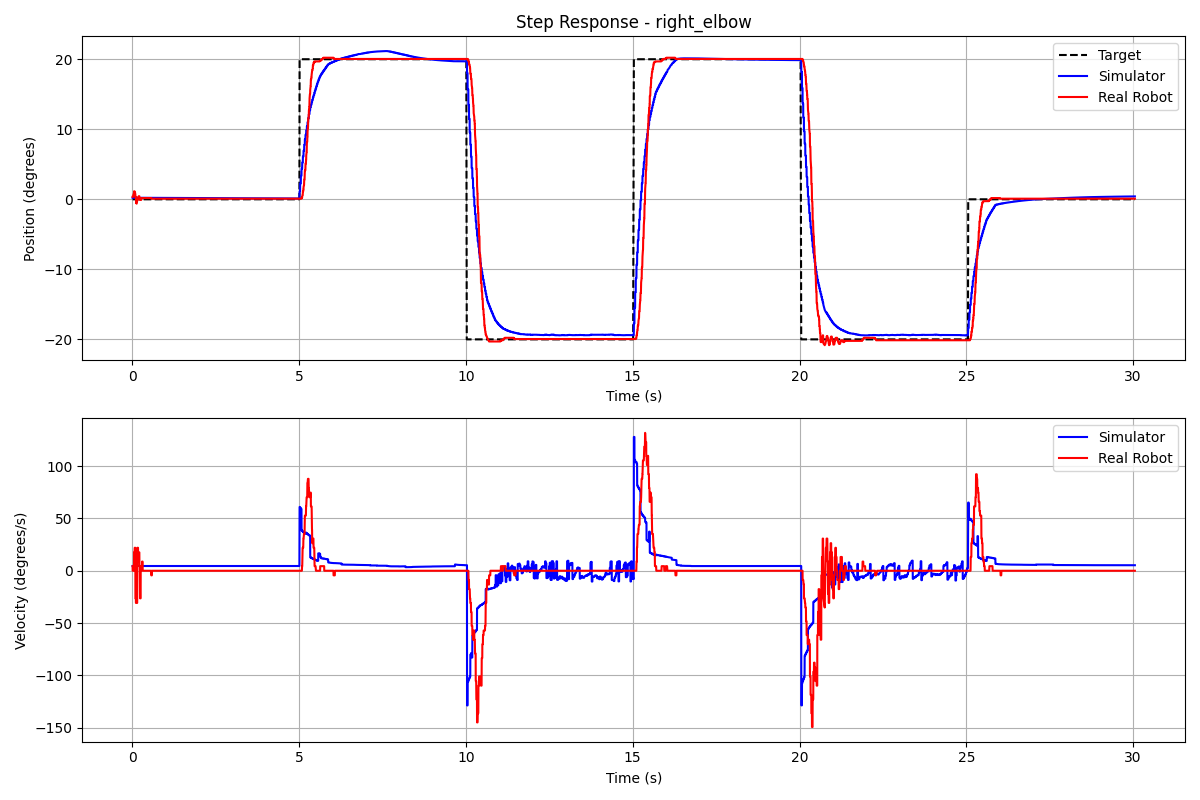 Step Response - right_elbow
Target
Simulator
Real Robot
Position (degrees)
20
10
0
−10
−20
0 5 10 15 20 25 30
Time (s)
Simulator
Real Robot
Velocity (degrees/s)
100
50
0
−50
−100
−150
0 5 10 15 20 25 30
Time (s)